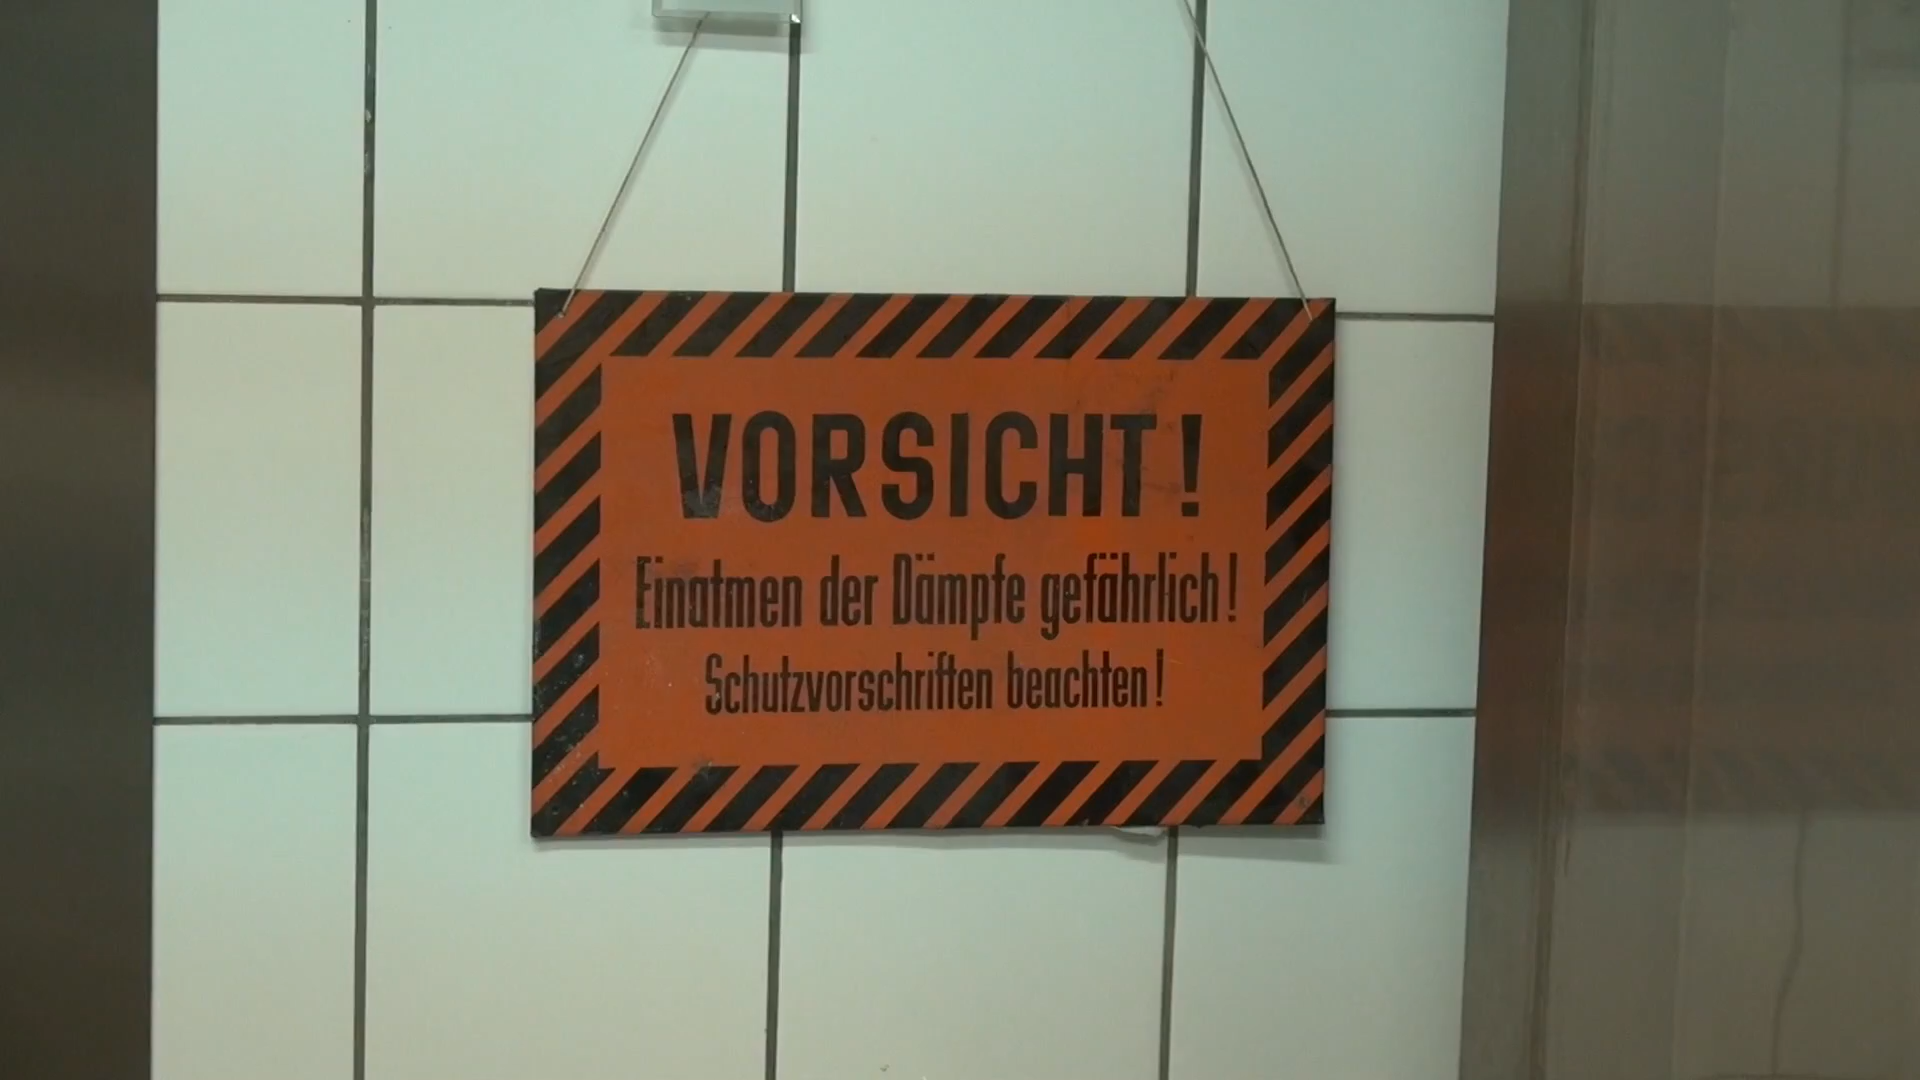 VORSICHT!
Einatmen der Dämpfe gefährlich!
Schutzvorschriften beachten!